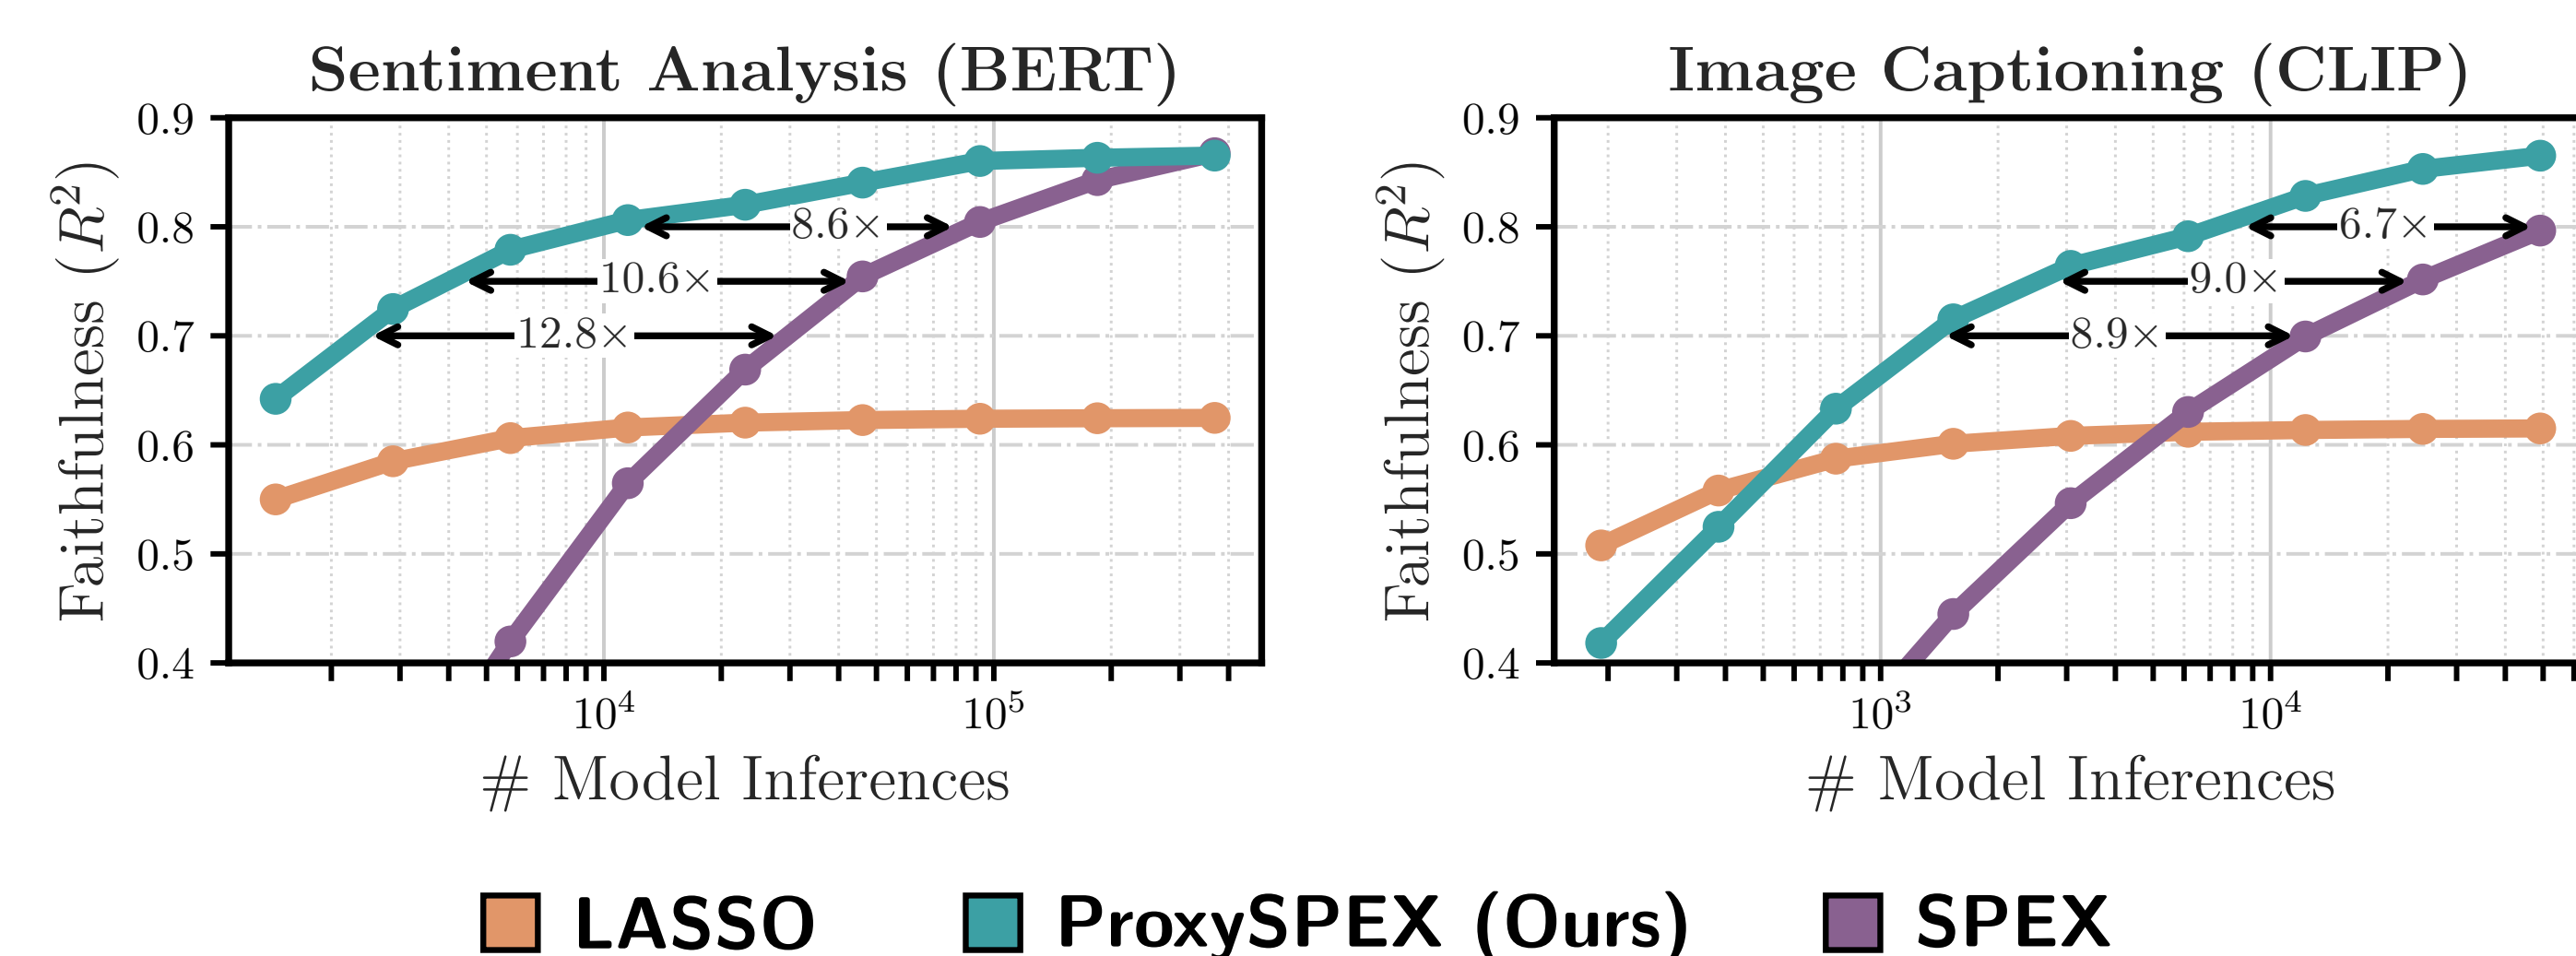 Sentiment Analysis (BERT)
Faithfulness (R²)
0.9
0.8
0.7
0.6
0.5
0.4
8.6×
10.6×
12.8×
10⁴ 10⁵
# Model Inferences
Image Captioning (CLIP)
Faithfulness (R²)
0.9
0.8
0.7
0.6
0.5
0.4
6.7×
9.0×
8.9×
10³ 10⁴
# Model Inferences
LASSO ProxySPEX (Ours) SPEX